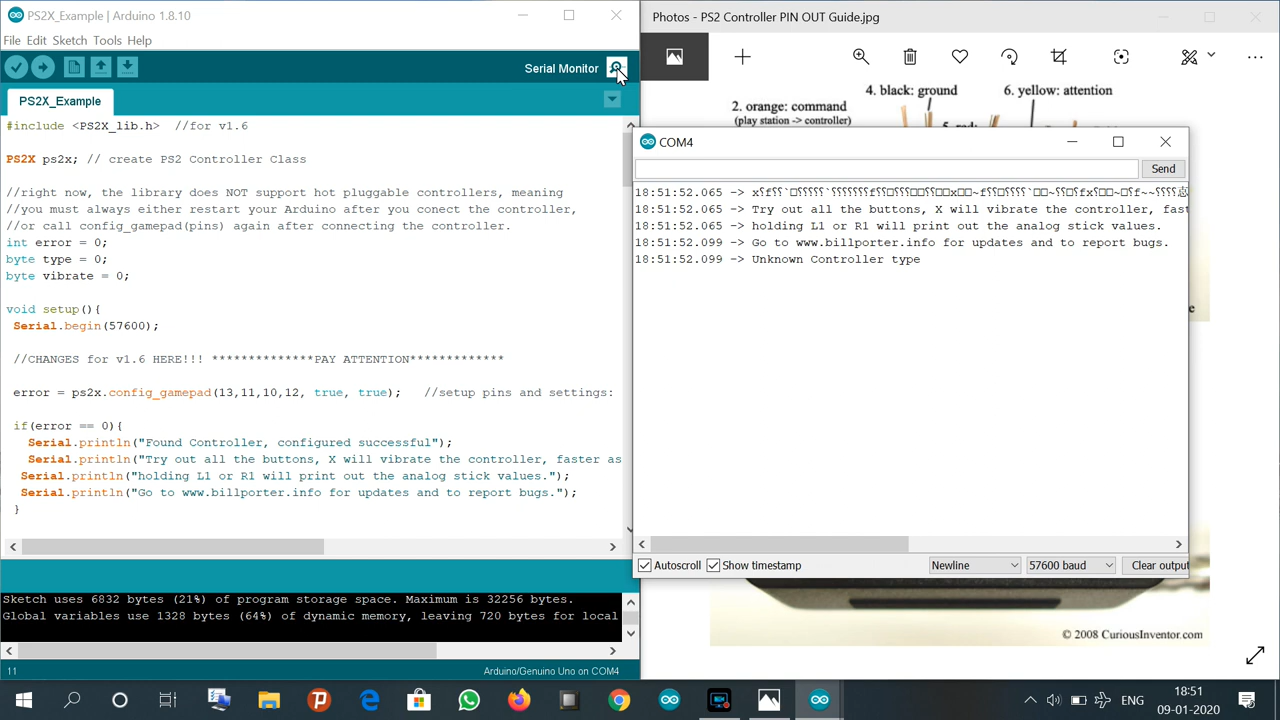 PS2X_Example | Arduino 1.8.10
File Edit Sketch Tools Help
Serial Monitor
PS2X_Example
#include <PS2X_lib.h>  //for v1.6
PS2X ps2x; // create PS2 Controller Class
//right now, the library does NOT support hot pluggable controllers, meaning
//you must always either restart your Arduino after you conect the controller,
//or call config_gamepad(pins) again after connecting the controller.
int error = 0;
byte type = 0;
byte vibrate = 0;
void setup(){
Serial.begin(57600);
//CHANGES for v1.6 HERE!!! **************PAY ATTENTION*************
error = ps2x.config_gamepad(13,11,10,12, true, true);   //setup pins and settings:
if(error == 0){
Serial.println("Found Controller, configured successful");
Serial.println("Try out all the buttons, X will vibrate the controller, faster as
Serial.println("holding L1 or R1 will print out the analog stick values.");
Serial.println("Go to www.billporter.info for updates and to report bugs.");
}
Sketch uses 6832 bytes (21%) of program storage space. Maximum is 32256 bytes.
Global variables use 1328 bytes (64%) of dynamic memory, leaving 720 bytes for local
11
Arduino/Genuino Uno on COM4
Photos - PS2 Controller PIN OUT Guide.jpg
4. black: ground
6. yellow: attention
2. orange: command
(play station -> controller)
5. red:
COM4
Send
18:51:52.065 ->
18:51:52.065 -> Try out all the buttons, X will vibrate the controller, fast
18:51:52.065 -> holding L1 or R1 will print out the analog stick values.
18:51:52.099 -> Go to www.billporter.info for updates and to report bugs.
18:51:52.099 -> Unknown Controller type
Autoscroll
Show timestamp
Newline
57600 baud
Clear output
e
© 2008 CuriousInventor.com
ENG
18:51
09-01-2020